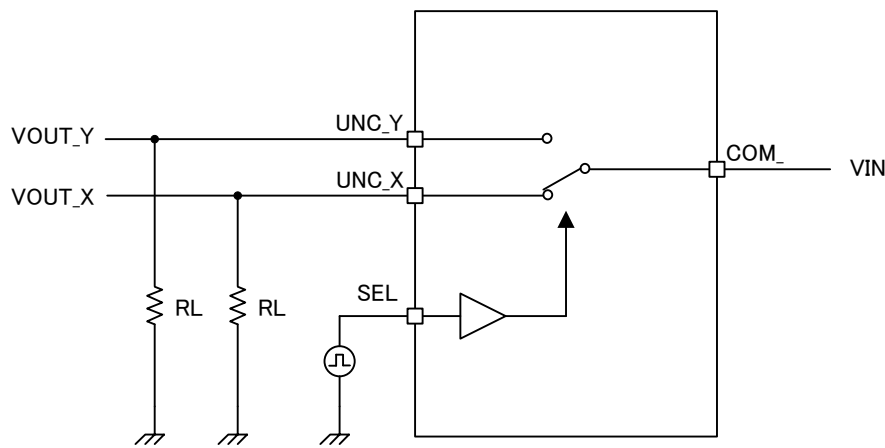 UNC_Y
VOUT_Y
COM_
VIN
UNC_X
VOUT_X
SEL
RL
RL